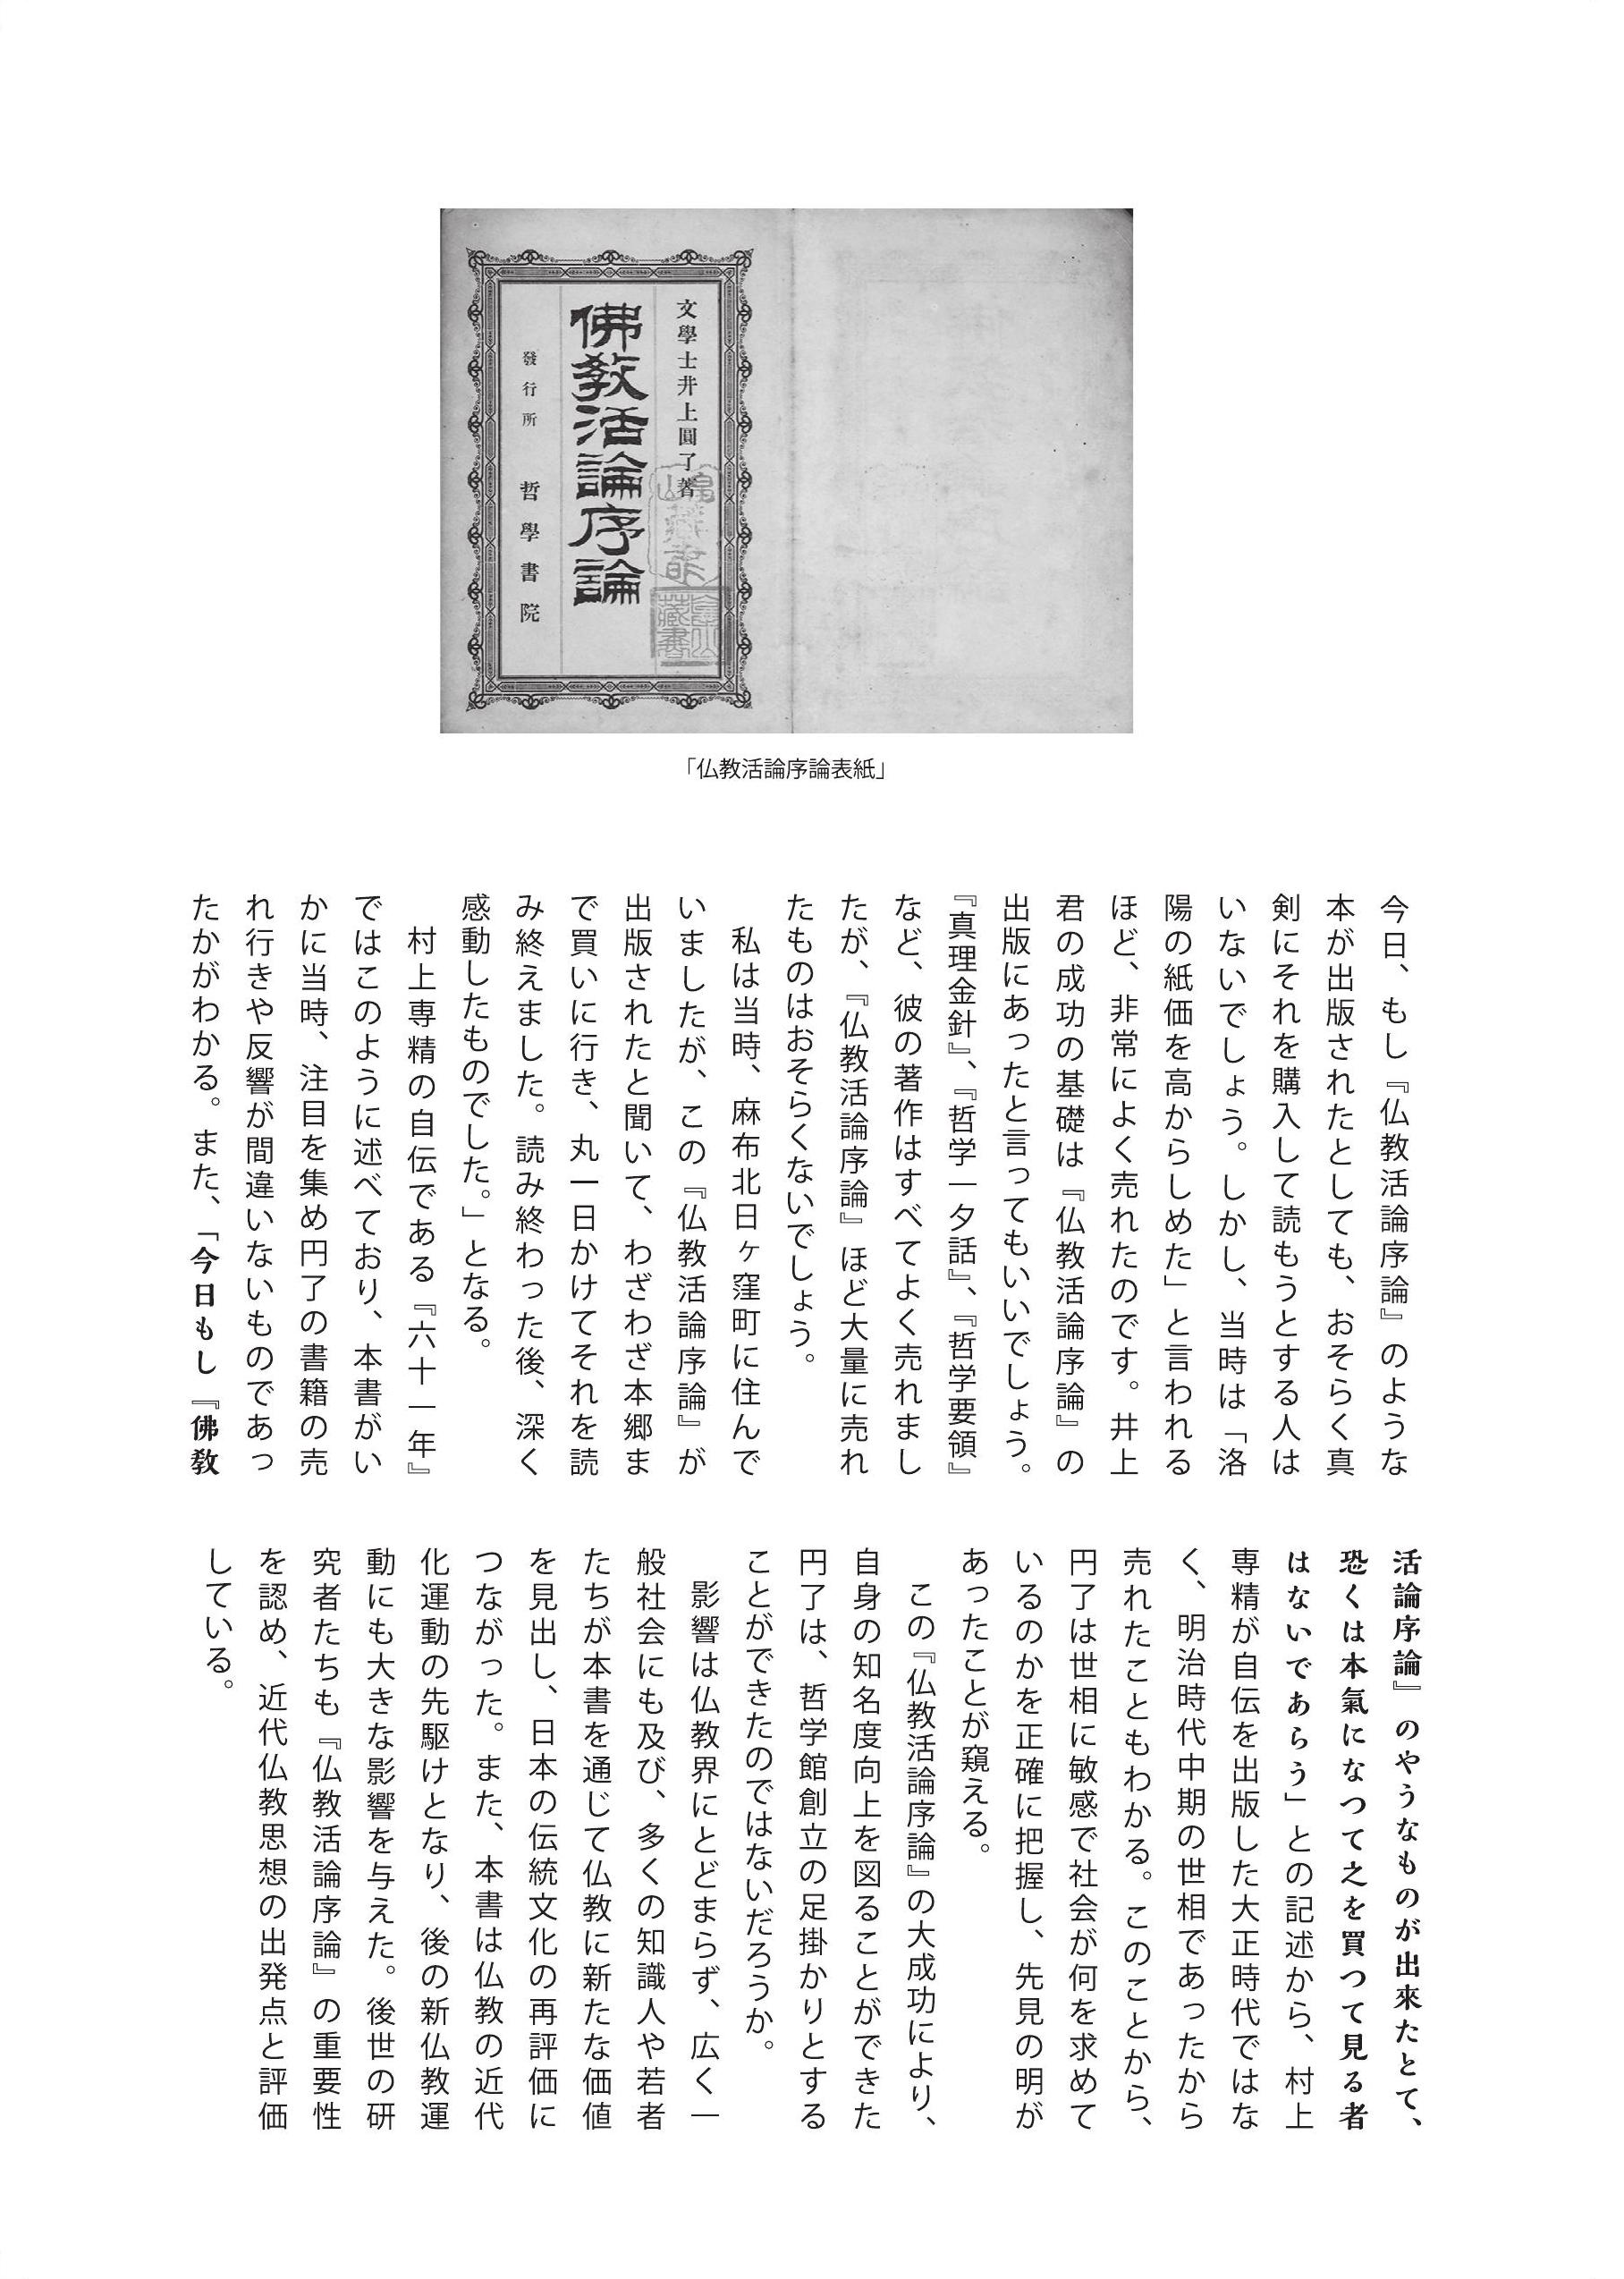 文學士井上圓了著
佛教活論序論
發行所 哲學書院
「仏教活論序論表紙」
今日、もし『仏教活論序論』のような
本が出版されたとしても、おそらく真
剣にそれを購入して読もうとする人は
いないでしょう。しかし、当時は「洛
陽の紙価を高からしめた」と言われる
ほど、非常によく売れたのです。井上
君の成功の基礎は『仏教活論序論』の
出版にあったと言ってもいいでしょう。
『真理金針』、『哲学一夕話』、『哲学要領』
など、彼の著作はすべてよく売れまし
たが、『仏教活論序論』ほど大量に売れ
たものはおそらくないでしょう。
私は当時、麻布北日ヶ窪町に住んで
いましたが、この『仏教活論序論』が
出版されたと聞いて、わざわざ本郷ま
で買いに行き、丸一日かけてそれを読
み終えました。読み終わった後、深く
感動したものでした。」となる。
村上専精の自伝である『六十一年』
ではこのように述べており、本書がい
かに当時、注目を集め円了の書籍の売
れ行きや反響が間違いないものであっ
たかがわかる。また、「今日もし『佛教
活論序論』のやうなものが出來たとて、
恐くは本氣になつて之を買つて見る者
はないであらう」との記述から、村上
専精が自伝を出版した大正時代ではな
く、明治時代中期の世相であったから
売れたこともわかる。このことから、
円了は世相に敏感で社会が何を求めて
いるのかを正確に把握し、先見の明が
あったことが窺える。
この『仏教活論序論』の大成功により、
自身の知名度向上を図ることができた
円了は、哲学館創立の足掛かりとする
ことができたのではないだろうか。
影響は仏教界にとどまらず、広く一
般社会にも及び、多くの知識人や若者
たちが本書を通じて仏教に新たな価値
を見出し、日本の伝統文化の再評価に
つながった。また、本書は仏教の近代
化運動の先駆けとなり、後の新仏教運
動にも大きな影響を与えた。後世の研
究者たちも『仏教活論序論』の重要性
を認め、近代仏教思想の出発点と評価
している。